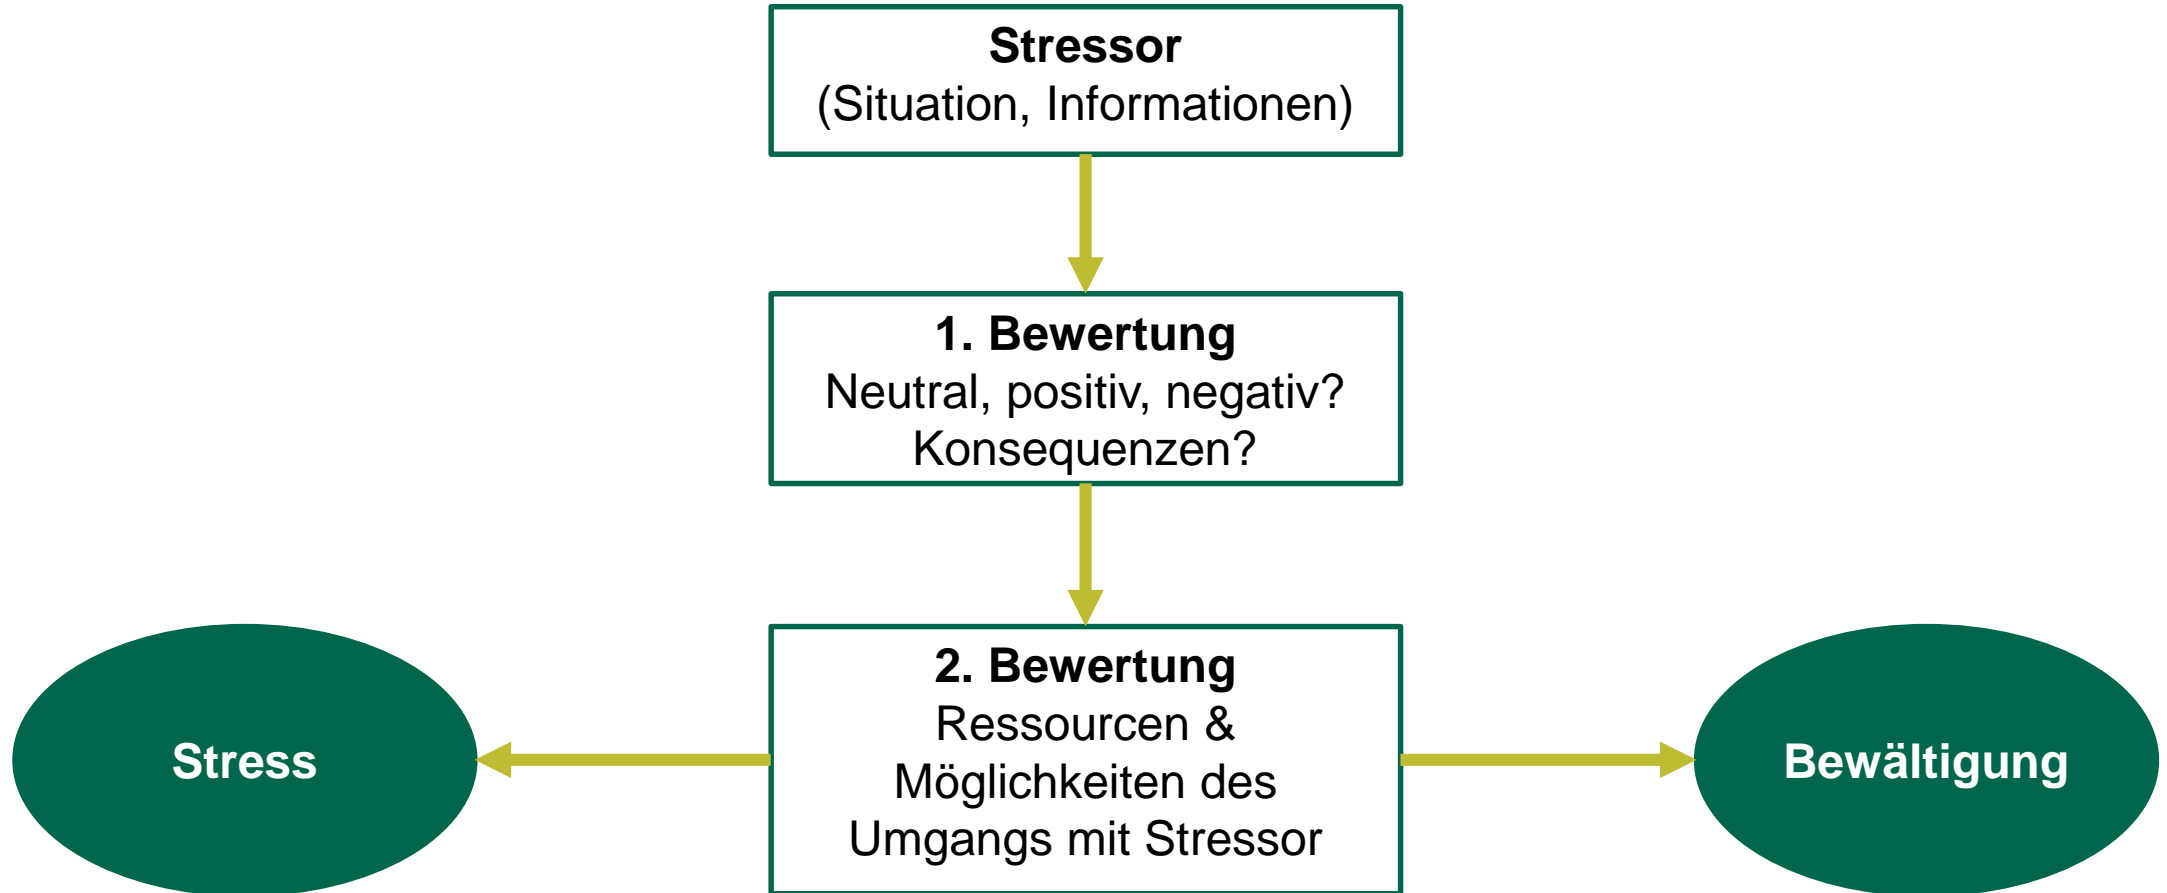 Stressor
(Situation, Informationen)
1. Bewertung
Neutral, positiv, negativ?
Konsequenzen?
2. Bewertung
Ressourcen &
Möglichkeiten des
Umgangs mit Stressor
Stress
Bewältigung